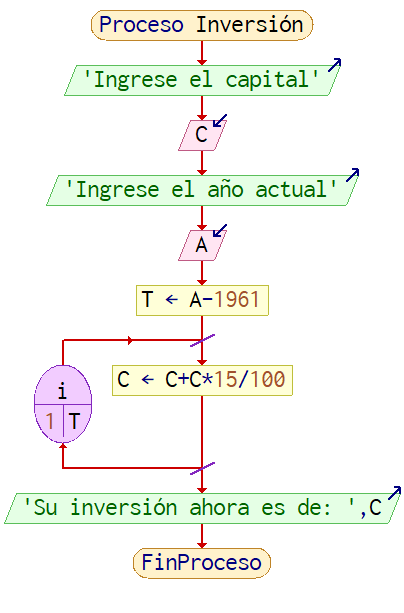 Proceso Inversión
'Ingrese el capital'
C
'Ingrese el año actual'
A
T ← A-1961
C ← C+C*15/100
i
1 T
'Su inversión ahora es de: ',C
FinProceso